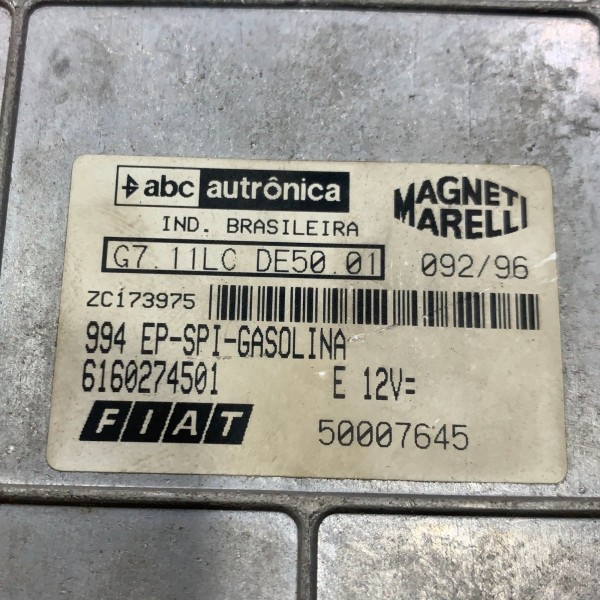 abc autrônica
MAGNETI MARELLI
IND. BRASILEIRA
G7.11LC DE50.01 092/96
ZC173975
994 EP-SPI-GASOLINA
6160274501 E 12V=
FIAT 50007645